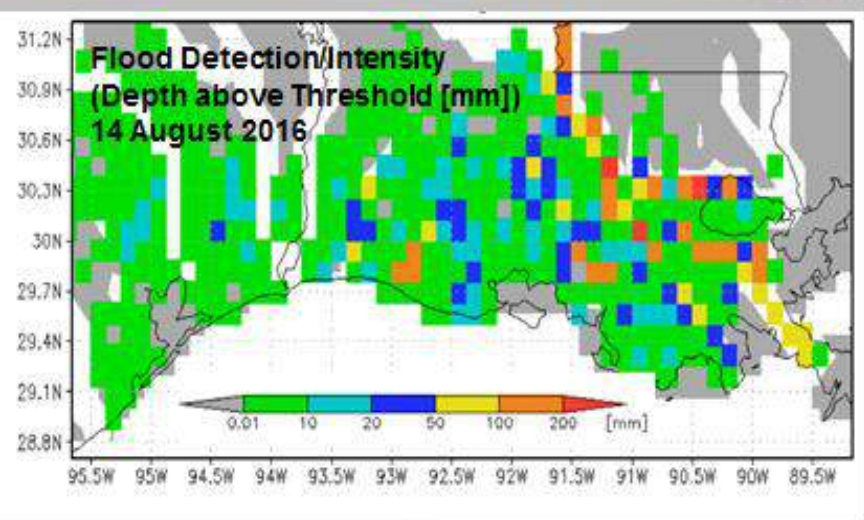 Flood Detection/Intensity
(Depth above Threshold [mm])
14 August 2016
31.2N
30.9N
30.6N
30.3N
30N
29.7N
29.4N
29.1N
28.8N
0.01 10 20 50 100 200 [mm]
95.5W 95W 94.5W 94W 93.5W 93W 92.5W 92W 91.5W 91W 90.5W 90W 89.5W